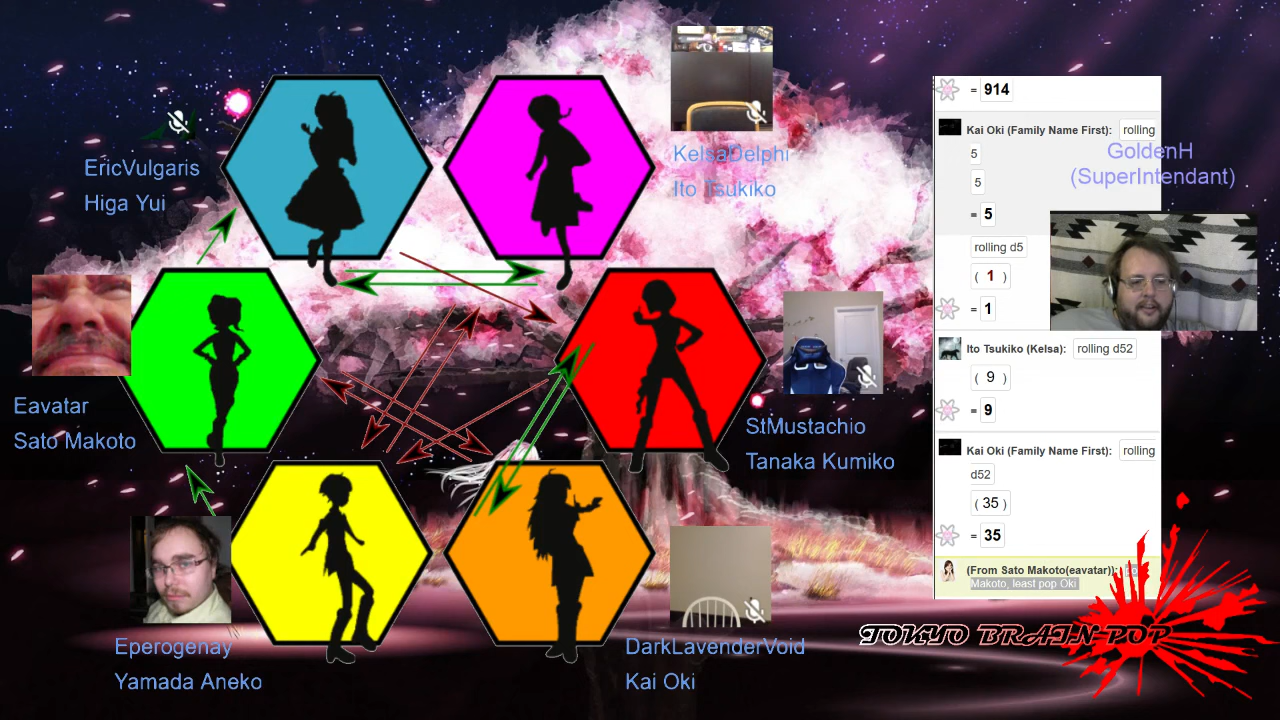 EricVulgaris
Higa Yui
KelsaDelphi
Ito Tsukiko
Eavatar
Sato Makoto
StMustachio
Tanaka Kumiko
Eperogenay
Yamada Aneko
DarkLavenderVoid
Kai Oki
= 914
Kai Oki (Family Name First): rolling
5
5
= 5
rolling d5
( 1 )
= 1
GoldenH
(SuperIntendant)
Ito Tsukiko (Kelsa): rolling d52
( 9 )
= 9
Kai Oki (Family Name First): rolling
d52
( 35 )
= 35
(From Sato Makoto(eavatar)):
Makoto, least pop Oki
TOKYO BRAIN POP